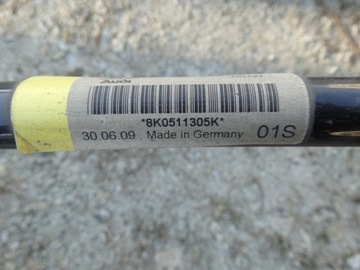 Audi
*8K0511305K*
30.06.09 Made in Germany 01S